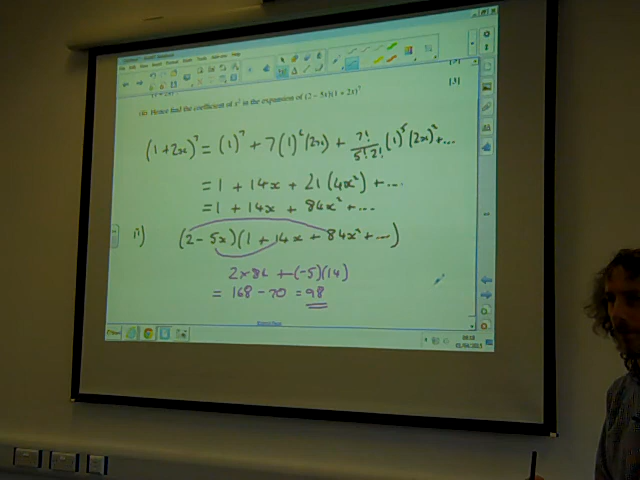 [3]
(ii) Hence find the coefficient of x² in the expansion of (2 − 5x)(1 + 2x)⁷
[3]
(1 + 2x)⁷ = (1)⁷ + 7(1)⁶(2x) + 7!/5!2! (1)⁵(2x)² + ...
= 1 + 14x + 21(4x²) + ...
= 1 + 14x + 84x² + ...
ii) (2 − 5x)(1 + 14x + 84x² + ...)
2 × 84 + (−5)(14)
= 168 − 70 = 98